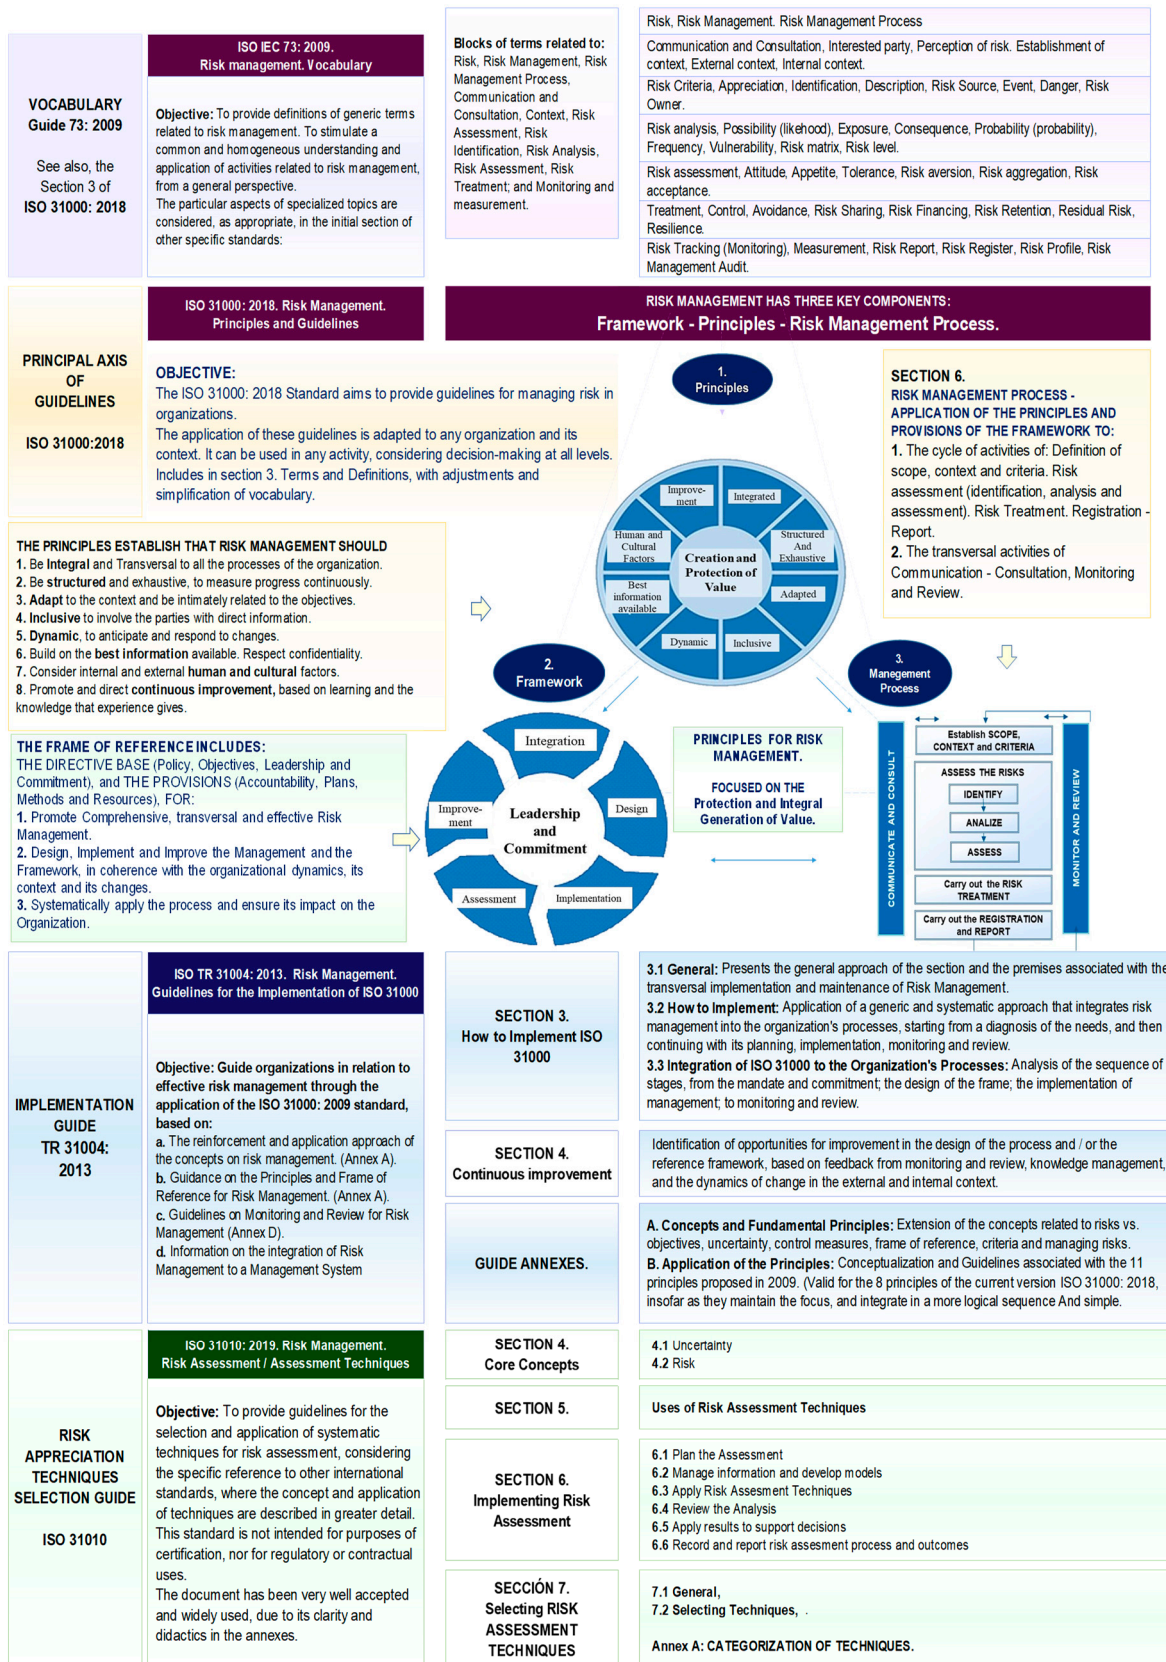 VOCABULARY
Guide 73: 2009
See also, the
Section 3 of
ISO 31000: 2018
ISO IEC 73: 2009.
Risk management. Vocabulary
Objective: To provide definitions of generic terms
related to risk management. To stimulate a
common and homogeneous understanding and
application of activities related to risk management,
from a general perspective.
The particular aspects of specialized topics are
considered, as appropriate, in the initial section of
other specific standards:
Blocks of terms related to:
Risk, Risk Management, Risk
Management Process,
Communication and
Consultation, Context, Risk
Assessment, Risk
Identification, Risk Analysis,
Risk Assessment, Risk
Treatment; and Monitoring and
measurement.
Risk, Risk Management. Risk Management Process
Communication and Consultation, Interested party, Perception of risk. Establishment of
context, External context, Internal context.
Risk Criteria, Appreciation, Identification, Description, Risk Source, Event, Danger, Risk
Owner.
Risk analysis, Possibility (likehood), Exposure, Consequence, Probability (probability),
Frequency, Vulnerability, Risk matrix, Risk level.
Risk assessment, Attitude, Appetite, Tolerance, Risk aversion, Risk aggregation, Risk
acceptance.
Treatment, Control, Avoidance, Risk Sharing, Risk Financing, Risk Retention, Residual Risk,
Resilience.
Risk Tracking (Monitoring), Measurement, Risk Report, Risk Register, Risk Profile, Risk
Management Audit.
PRINCIPAL AXIS
OF
GUIDELINES
ISO 31000:2018
ISO 31000: 2018. Risk Management.
Principles and Guidelines
RISK MANAGEMENT HAS THREE KEY COMPONENTS:
Framework - Principles - Risk Management Process.
OBJECTIVE:
The ISO 31000: 2018 Standard aims to provide guidelines for managing risk in
organizations.
The application of these guidelines is adapted to any organization and its
context. It can be used in any activity, considering decision-making at all levels.
Includes in section 3. Terms and Definitions, with adjustments and
simplification of vocabulary.
1.
Principles
SECTION 6.
RISK MANAGEMENT PROCESS -
APPLICATION OF THE PRINCIPLES AND
PROVISIONS OF THE FRAMEWORK TO:
1. The cycle of activities of: Definition of
scope, context and criteria. Risk
assessment (identification, analysis and
assessment). Risk Treatment. Registration -
Report.
2. The transversal activities of
Communication - Consultation, Monitoring
and Review.
THE PRINCIPLES ESTABLISH THAT RISK MANAGEMENT SHOULD
1. Be Integral and Transversal to all the processes of the organization.
2. Be structured and exhaustive, to measure progress continuously.
3. Adapt to the context and be intimately related to the objectives.
4. Inclusive to involve the parties with direct information.
5. Dynamic, to anticipate and respond to changes.
6. Build on the best information available. Respect confidentiality.
7. Consider internal and external human and cultural factors.
8. Promote and direct continuous improvement, based on learning and the
knowledge that experience gives.
Improve-
ment
Integrated
Human and
Cultural
Factors
Structured
And
Exhaustive
Creation and
Protection of
Value
Best
information
available
Adapted
Dynamic
Inclusive
2.
Framework
3.
Manegement
Process
THE FRAME OF REFERENCE INCLUDES:
THE DIRECTIVE BASE (Policy, Objectives, Leadership and
Commitment), and THE PROVISIONS (Accountability, Plans,
Methods and Resources), FOR:
1. Promote Comprehensive, transversal and effective Risk
Management.
2. Design, Implement and Improve the Management and the
Framework, in coherence with the organizational dynamics, its
context and its changes.
3. Systematically apply the process and ensure its impact on the
Organization.
Integration
Improve-
ment
Design
Leadership
and
Commitment
Assessment
Implementation
PRINCIPLES FOR RISK
MANAGEMENT.
FOCUSED ON THE
Protection and Integral
Generation of Value.
COMMUNICATE AND CONSULT
Establish SCOPE,
CONTEXT and CRITERIA
ASSESS THE RISKS
IDENTIFY
ANALIZE
ASSESS
Carry out the RISK
TREATMENT
Carry out the REGISTRATION
and REPORT
MONITOR AND REVIEW
IMPLEMENTATION
GUIDE
TR 31004:
2013
ISO TR 31004: 2013. Risk Management.
Guidelines for the Implementation of ISO 31000
Objective: Guide organizations in relation to
effective risk management through the
application of the ISO 31000: 2009 standard,
based on:
a. The reinforcement and application approach of
the concepts on risk management. (Annex A).
b. Guidance on the Principles and Frame of
Reference for Risk Management. (Annex A).
c. Guidelines on Monitoring and Review for Risk
Management (Annex D).
d. Information on the integration of Risk
Management to a Management System
SECTION 3.
How to Implement ISO
31000
3.1 General: Presents the general approach of the section and the premises associated with the
transversal implementation and maintenance of Risk Management.
3.2 How to Implement: Application of a generic and systematic approach that integrates risk
management into the organization's processes, starting from a diagnosis of the needs, and then
continuing with its planning, implementation, monitoring and review.
3.3 Integration of ISO 31000 to the Organization's Processes: Analysis of the sequence of
stages, from the mandate and commitment; the design of the frame; the implementation of
management; to monitoring and review.
SECTION 4.
Continuous improvement
Identification of opportunities for improvement in the design of the process and / or the
reference framework, based on feedback from monitoring and review, knowledge management,
and the dynamics of change in the external and internal context.
GUIDE ANNEXES.
A. Concepts and Fundamental Principles: Extension of the concepts related to risks vs.
objectives, uncertainty, control measures, frame of reference, criteria and managing risks.
B. Application of the Principles: Conceptualization and Guidelines associated with the 11
principles proposed in 2009. (Valid for the 8 principles of the current version ISO 31000: 2018,
insofar as they maintain the focus, and integrate in a more logical sequence And simple.
RISK
APPRECIATION
TECHNIQUES
SELECTION GUIDE
ISO 31010
ISO 31010: 2019. Risk Management.
Risk Assessment / Assessment Techniques
Objective: To provide guidelines for the
selection and application of systematic
techniques for risk assessment, considering
the specific reference to other international
standards, where the concept and application
of techniques are described in greater detail.
This standard is not intended for purposes of
certification, nor for regulatory or contractual
uses.
The document has been very well accepted
and widely used, due to its clarity and
didactics in the annexes.
SECTION 4.
Core Concepts
4.1 Uncertainty
4.2 Risk
SECTION 5.
Uses of Risk Assessment Techniques
SECTION 6.
Implementing Risk
Assessment
6.1 Plan the Assessment
6.2 Manage information and develop models
6.3 Apply Risk Assesment Techniques
6.4 Review the Analysis
6.5 Apply results to support decisions
6.6 Record and report risk assesment process and outcomes
SECCIÓN 7.
Selecting RISK
ASSESSMENT
TECHNIQUES
7.1 General,
7.2 Selecting Techniques, .
Annex A: CATEGORIZATION OF TECHNIQUES.